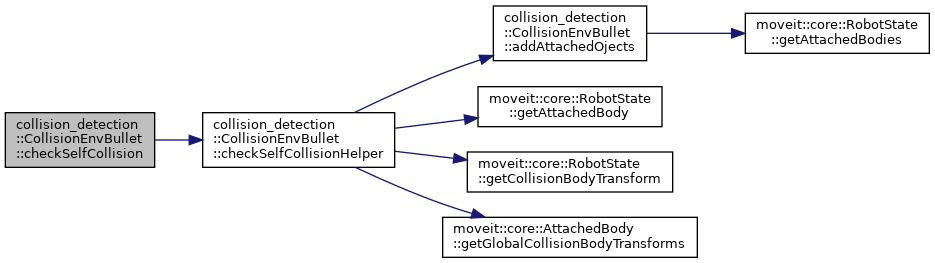 collision_detection
::CollisionEnvBullet
::checkSelfCollision
collision_detection
::CollisionEnvBullet
::checkSelfCollisionHelper
collision_detection
::CollisionEnvBullet
::addAttachedOjects
moveit::core::RobotState
::getAttachedBodies
moveit::core::RobotState
::getAttachedBody
moveit::core::RobotState
::getCollisionBodyTransform
moveit::core::AttachedBody
::getGlobalCollisionBodyTransforms